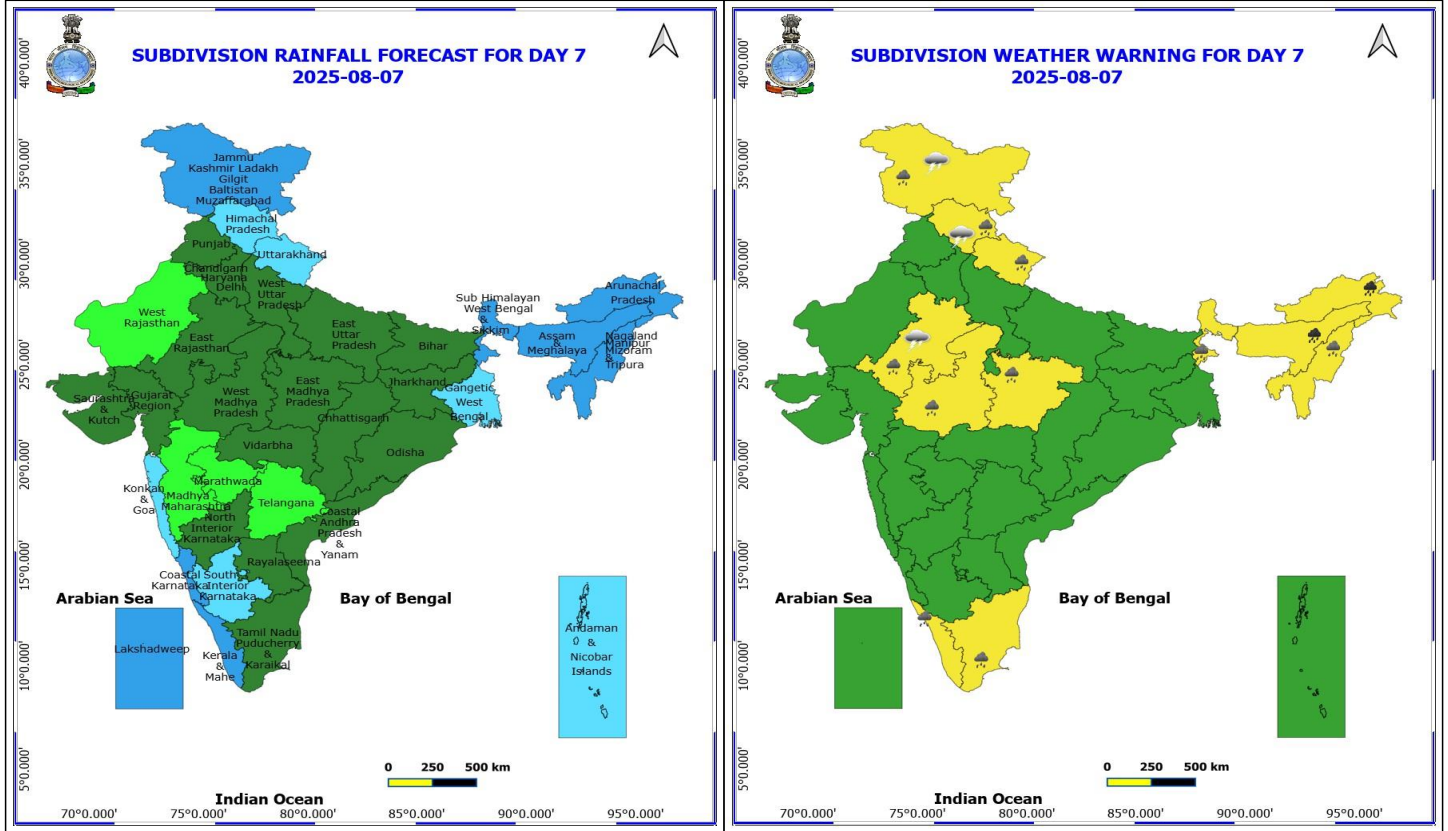 SUBDIVISION RAINFALL FORECAST FOR DAY 7
2025-08-07
40°0.000'
35°0.000'
30°0.000'
25°0.000'
20°0.000'
15°0.000'
10°0.000'
5°0.000'
Jammu
Kashmir Ladakh
Gilgit
Baltistan
Muzaffarabad
Himachal
Pradesh
Punjab
Uttarakhand
Chandigarh
Haryana
Delhi
West
Uttar
Pradesh
West
Rajasthan
East
Rajasthan
East
Uttar
Pradesh
Bihar
Sub Himalayan
West Bengal
&
Sikkim
Arunachal
Pradesh
Assam
&
Meghalaya
Nagaland
Manipur
Mizoram
&
Tripura
Jharkhand
Gangetic
West
Bengal
Saurashtra
&
Kutch
Gujarat
Region
West
Madhya
Pradesh
East
Madhya
Pradesh
Chhattisgarh
Vidarbha
Odisha
Konkan
&
Goa
Madhya
Maharashtra
Marathwada
Telangana
North
Interior
Karnataka
Coastal
Andhra
Pradesh
&
Yanam
Rayalaseema
Coastal
Karnataka
South
Interior
Karnataka
Arabian Sea
Bay of Bengal
Lakshadweep
Kerala
&
Mahe
Tamil Nadu
Puducherry
&
Karaikal
Andaman
&
Nicobar
Islands
0 250 500 km
Indian Ocean
70°0.000' 75°0.000' 80°0.000' 85°0.000' 90°0.000' 95°0.000'
SUBDIVISION WEATHER WARNING FOR DAY 7
2025-08-07
40°0.000'
35°0.000'
30°0.000'
25°0.000'
20°0.000'
15°0.000'
10°0.000'
5°0.000'
Arabian Sea
Bay of Bengal
0 250 500 km
Indian Ocean
70°0.000' 75°0.000' 80°0.000' 85°0.000' 90°0.000' 95°0.000'